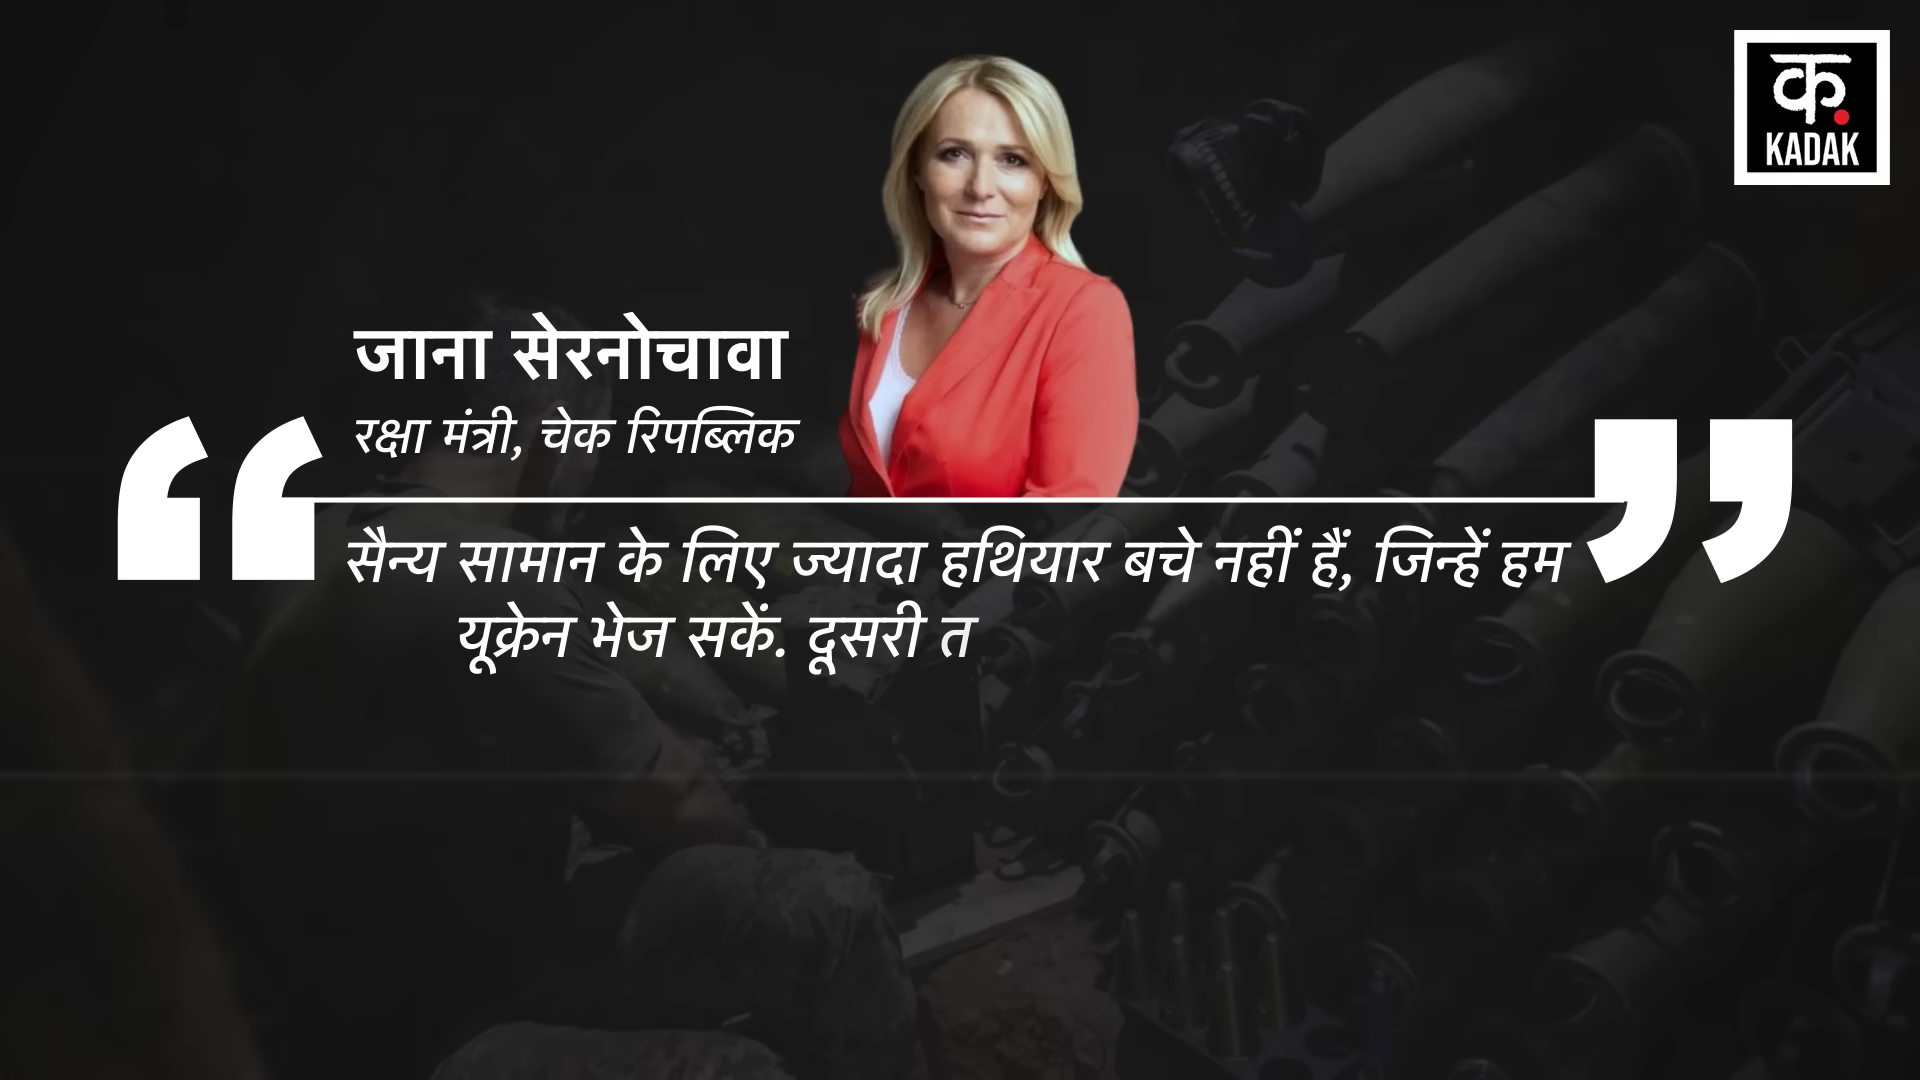 क.
KADAK
जाना सेरनोचावा
रक्षा मंत्री, चेक रिपब्लिक
“ ”
सैन्य सामान के लिए ज्यादा हथियार बचे नहीं हैं, जिन्हें हम
यूक्रेन भेज सकें. दूसरी त